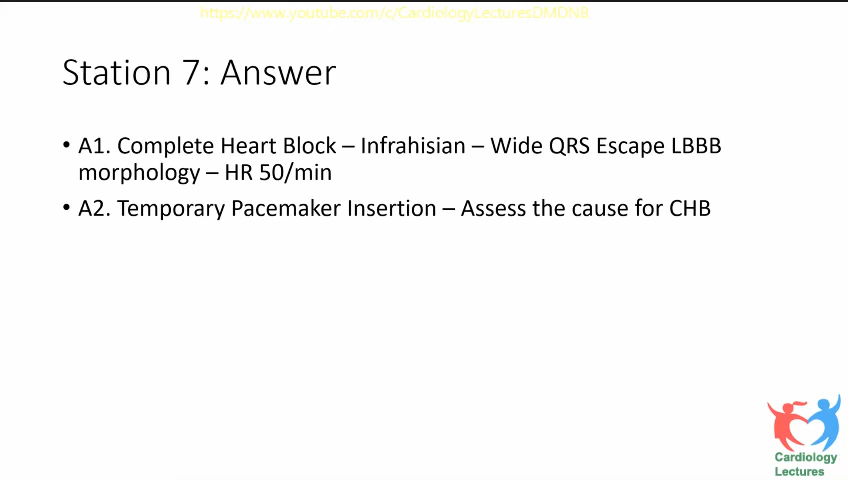 https://www.youtube.com/c/CardiologyLecturesDMDNB
Station 7: Answer
• A1. Complete Heart Block – Infrahisian – Wide QRS Escape LBBB
morphology – HR 50/min
• A2. Temporary Pacemaker Insertion – Assess the cause for CHB
Cardiology
Lectures